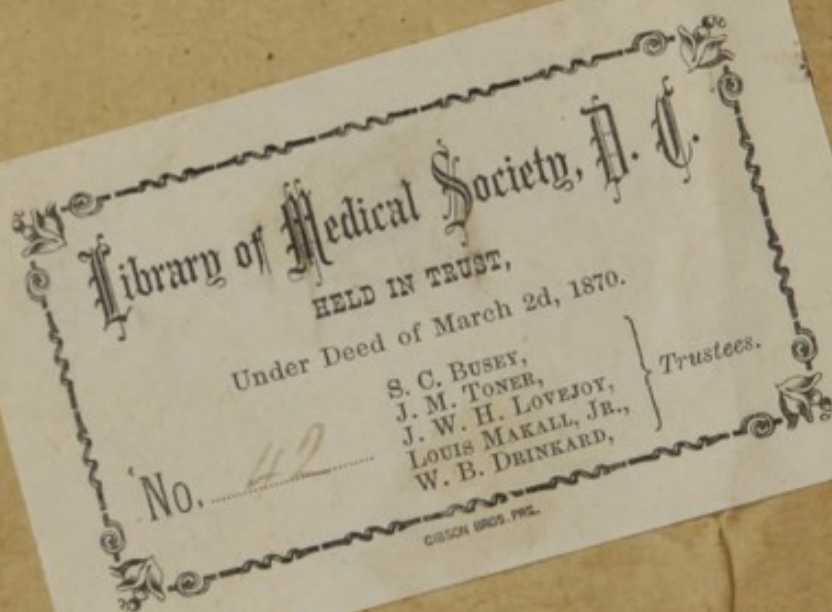 Library of Medical Society, D. C.
HELD IN TRUST,
Under Deed of March 2d, 1870.
S. C. BUSEY,
J. M. TONER,
J. W. H. LOVEJOY,
LOUIS MAKALL, JR.,
W. B. DRINKARD,
Trustees.
No. 42
GIBSON BROS. PRS.